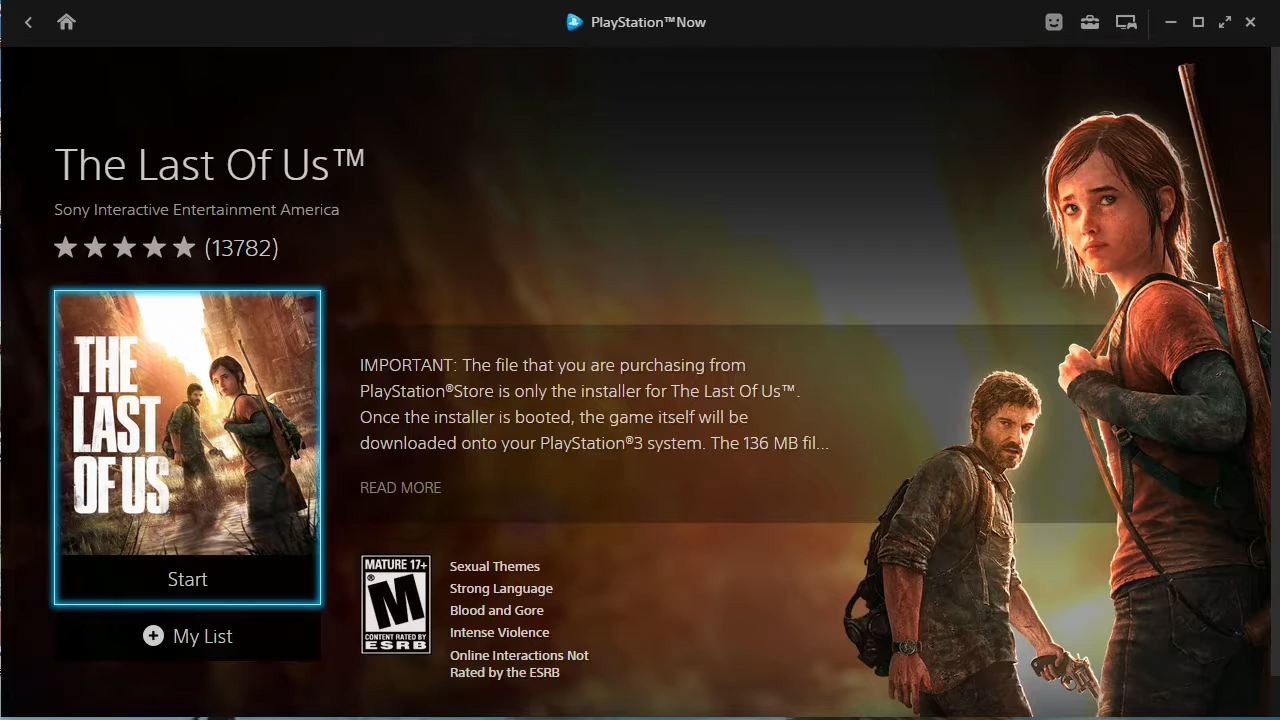 PlayStation™Now
The Last Of Us™
Sony Interactive Entertainment America
(13782)
THE
LAST
OF US
Start
My List
IMPORTANT: The file that you are purchasing from
PlayStation®Store is only the installer for The Last Of Us™.
Once the installer is booted, the game itself will be
downloaded onto your PlayStation®3 system. The 136 MB fil...
READ MORE
MATURE 17+
M
®
CONTENT RATED BY
ESRB
Sexual Themes
Strong Language
Blood and Gore
Intense Violence
Online Interactions Not
Rated by the ESRB